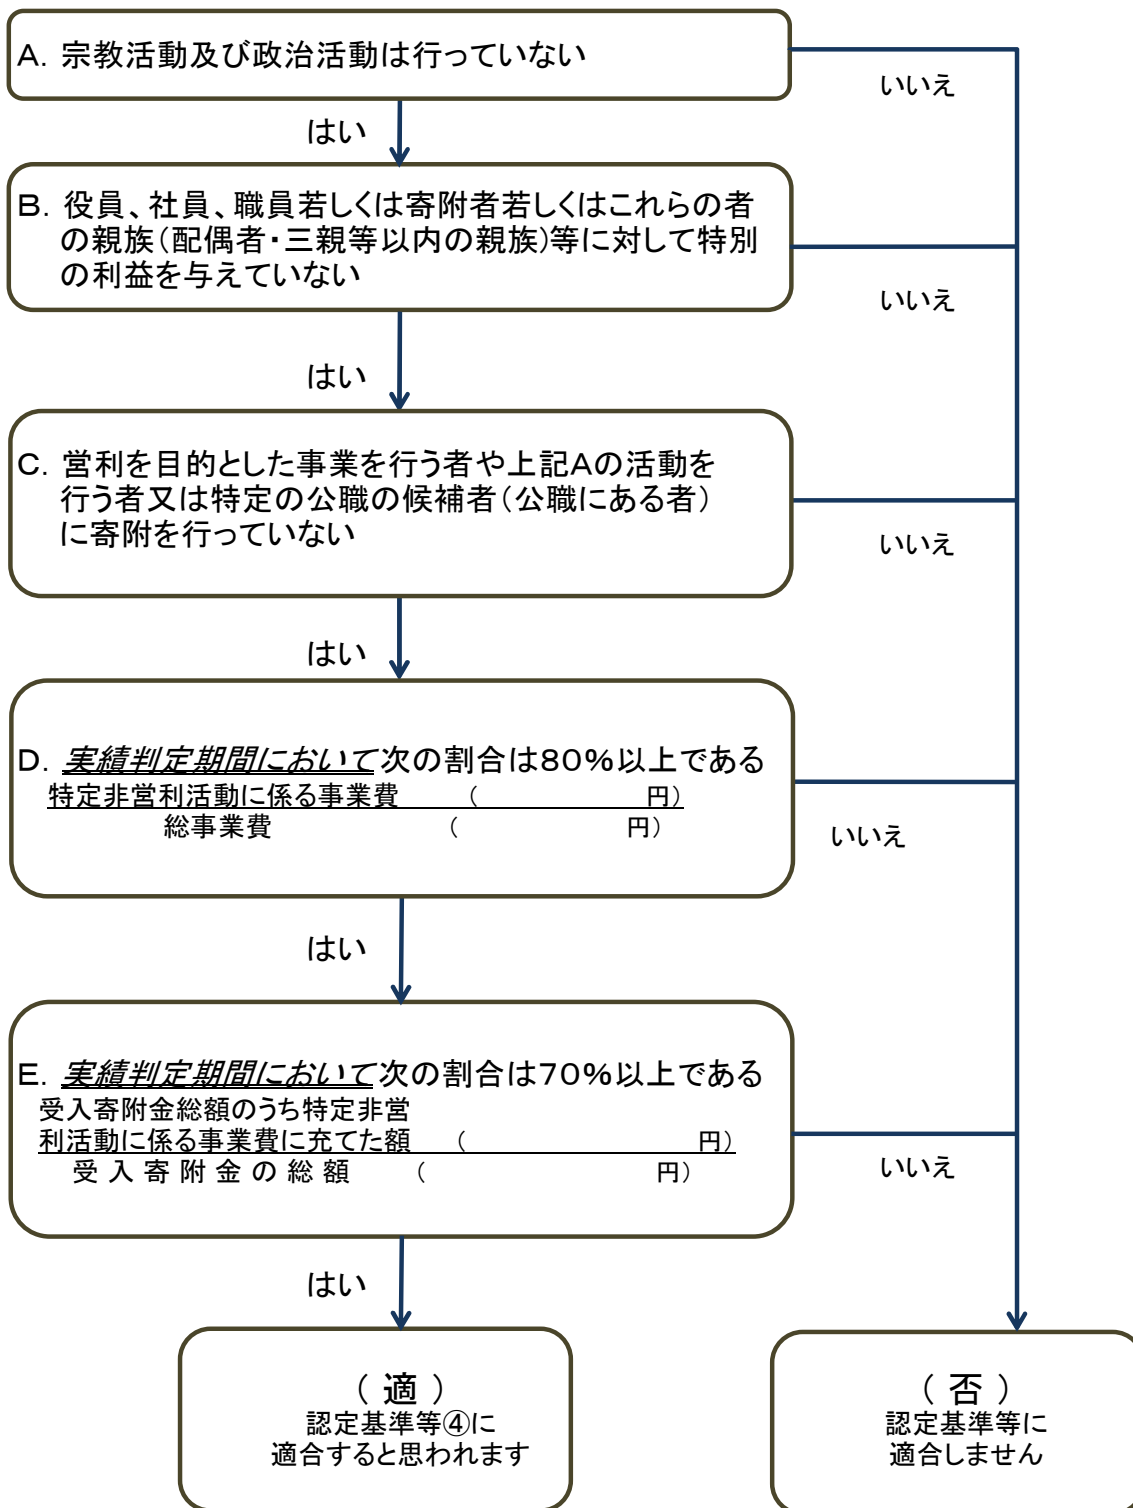 A. 宗教活動及び政治活動は行っていない
いいえ
はい
B. 役員、社員、職員若しくは寄附者若しくはこれらの者
の親族(配偶者・三親等以内の親族)等に対して特別
の利益を与えていない
いいえ
はい
C. 営利を目的とした事業を行う者や上記Aの活動を
行う者又は特定の公職の候補者(公職にある者)
に寄附を行っていない
いいえ
はい
D. 実績判定期間において次の割合は80%以上である
特定非営利活動に係る事業費 ( 円)
総事業費 ( 円)
いいえ
はい
E. 実績判定期間において次の割合は70%以上である
受入寄附金総額のうち特定非営
利活動に係る事業費に充てた額 ( 円)
受 入 寄 附 金 の 総 額 ( 円)
いいえ
はい
( 適 )
認定基準等④に
適合すると思われます
( 否 )
認定基準等に
適合しません